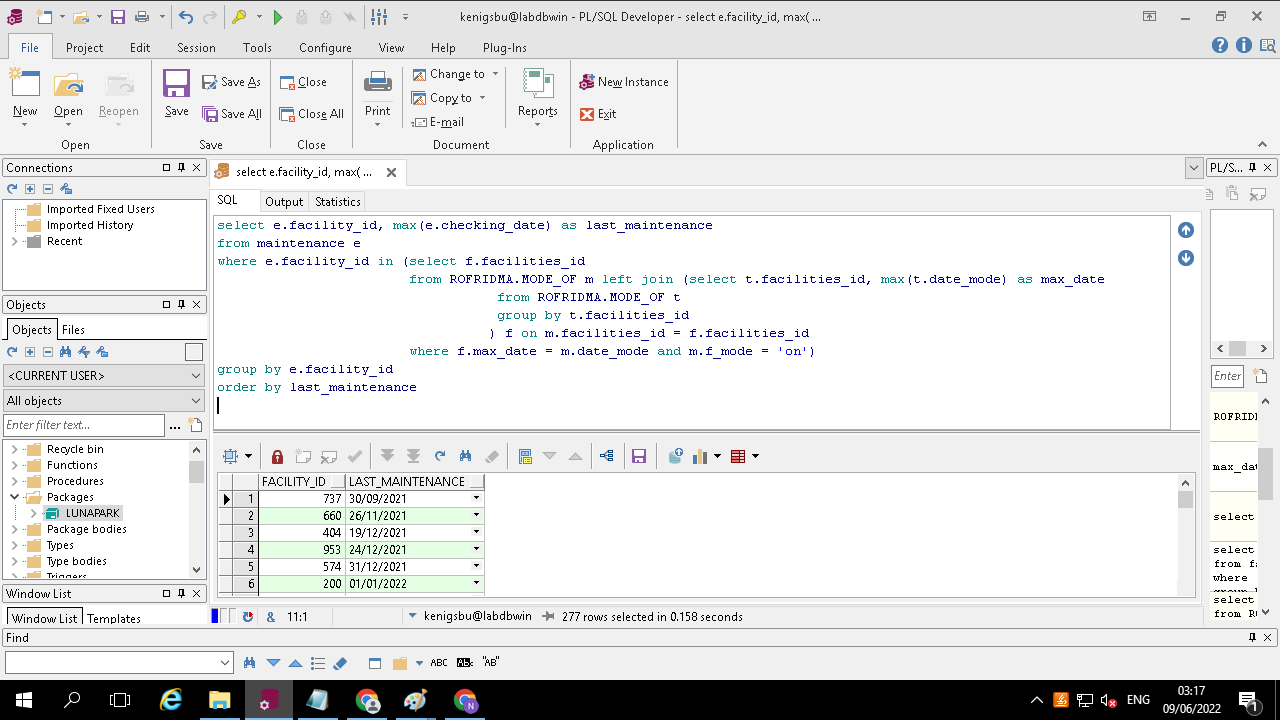 kenigsbu@labdbwin - PL/SQL Developer - select e.facility_id, max( ...
File Project Edit Session Tools Configure View Help Plug-Ins
New Open Reopen Save Save As Save All Close Close All Print Change to Copy to E-mail Reports New Instance Exit
Open Save Close Document Application
Connections
Imported Fixed Users
Imported History
Recent
Objects
Objects Files
<CURRENT USER>
All objects
Enter filter text... ...
Recycle bin
Functions
Procedures
Packages
LUNAPARK
Package bodies
Types
Type bodies
Triggers
Window List
Window List Templates
select e.facility_id, max( ...
SQL Output Statistics
select e.facility_id, max(e.checking_date) as last_maintenance
from maintenance e
where e.facility_id in (select f.facilities_id
from ROFRIDMA.MODE_OF m left join (select t.facilities_id, max(t.date_mode) as max_date
from ROFRIDMA.MODE_OF t
group by t.facilities_id
) f on m.facilities_id = f.facilities_id
where f.max_date = m.date_mode and m.f_mode = 'on')
group by e.facility_id
order by last_maintenance
FACILITY_ID LAST_MAINTENANCE
1 737 30/09/2021
2 660 26/11/2021
3 404 19/12/2021
4 953 24/12/2021
5 574 31/12/2021
6 200 01/01/2022
& 11:1 kenigsbu@labdbwin 277 rows selected in 0.158 seconds
PL/S...
Enter
ROFRID
max_dat
select
select
from fa
where
select
from RO
Find
ABC AB "AB"
ENG
03:17
09/06/2022
1